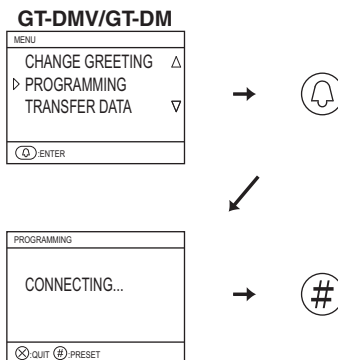 GT-DMV/GT-DM
MENU
CHANGE GREETING
PROGRAMMING
TRANSFER DATA
:ENTER
PROGRAMMING
CONNECTING...
#
:QUIT # :PRESET